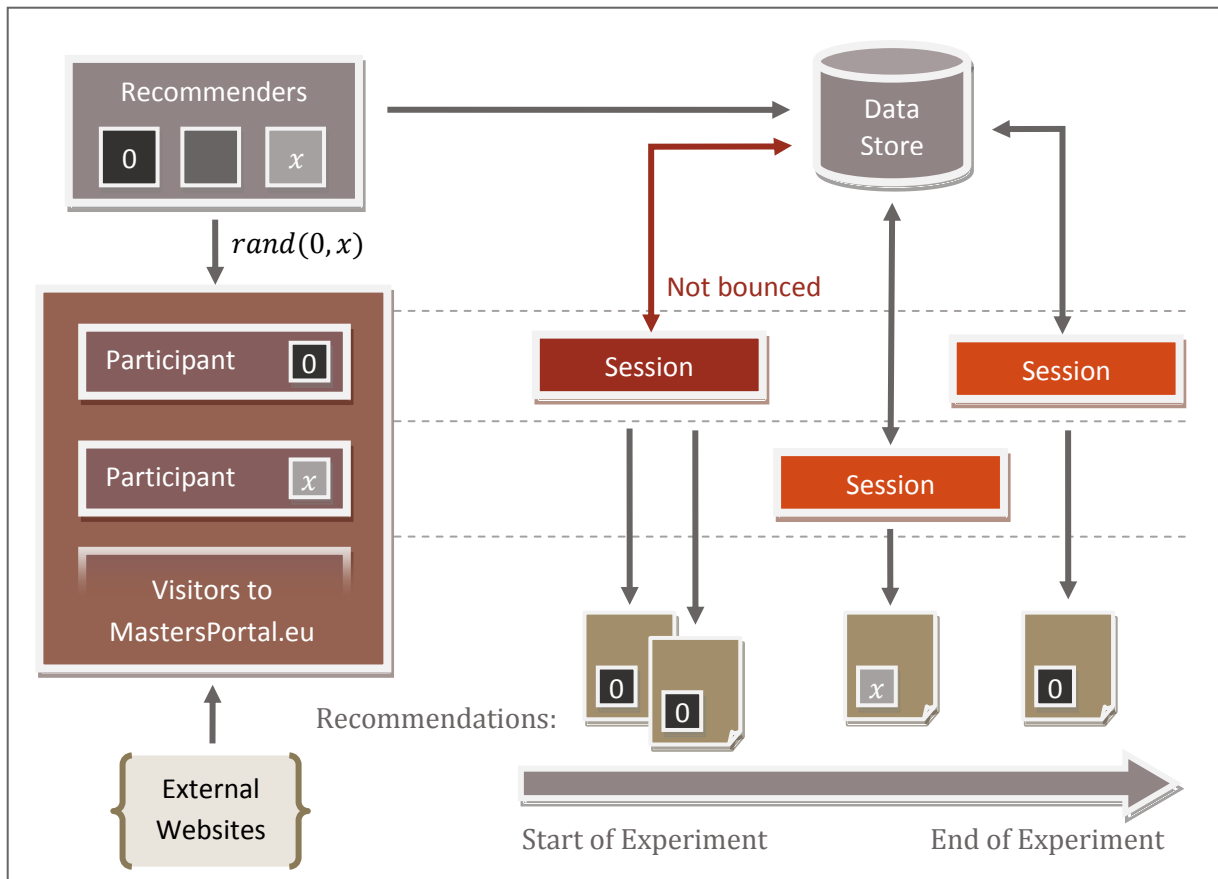 Recommenders
0
x
Data
Store
rand(0, x)
Not bounced
Participant 0
Session
Session
Participant x
Session
Visitors to
MastersPortal.eu
0
0
x
0
Recommendations:
External
Websites
Start of Experiment
End of Experiment